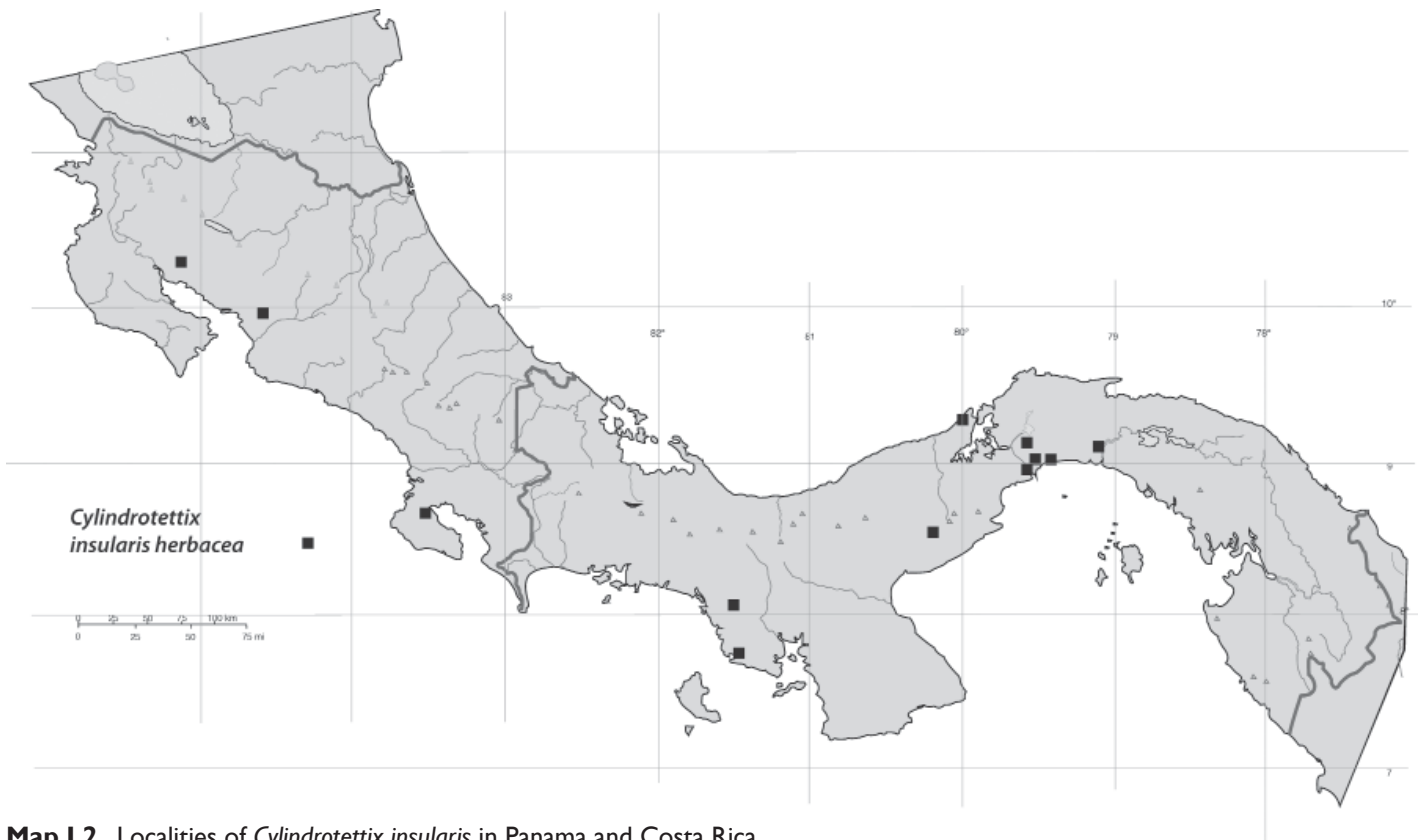 83
10°
82°
81
80°
79
78°
9
Cylindrotettix
insularis herbacea
8°
0 25 50 75 100 km
0 25 50 75 mi
7
Map I.2. Localities of Cylindrotettix insularis in Panama and Costa Rica